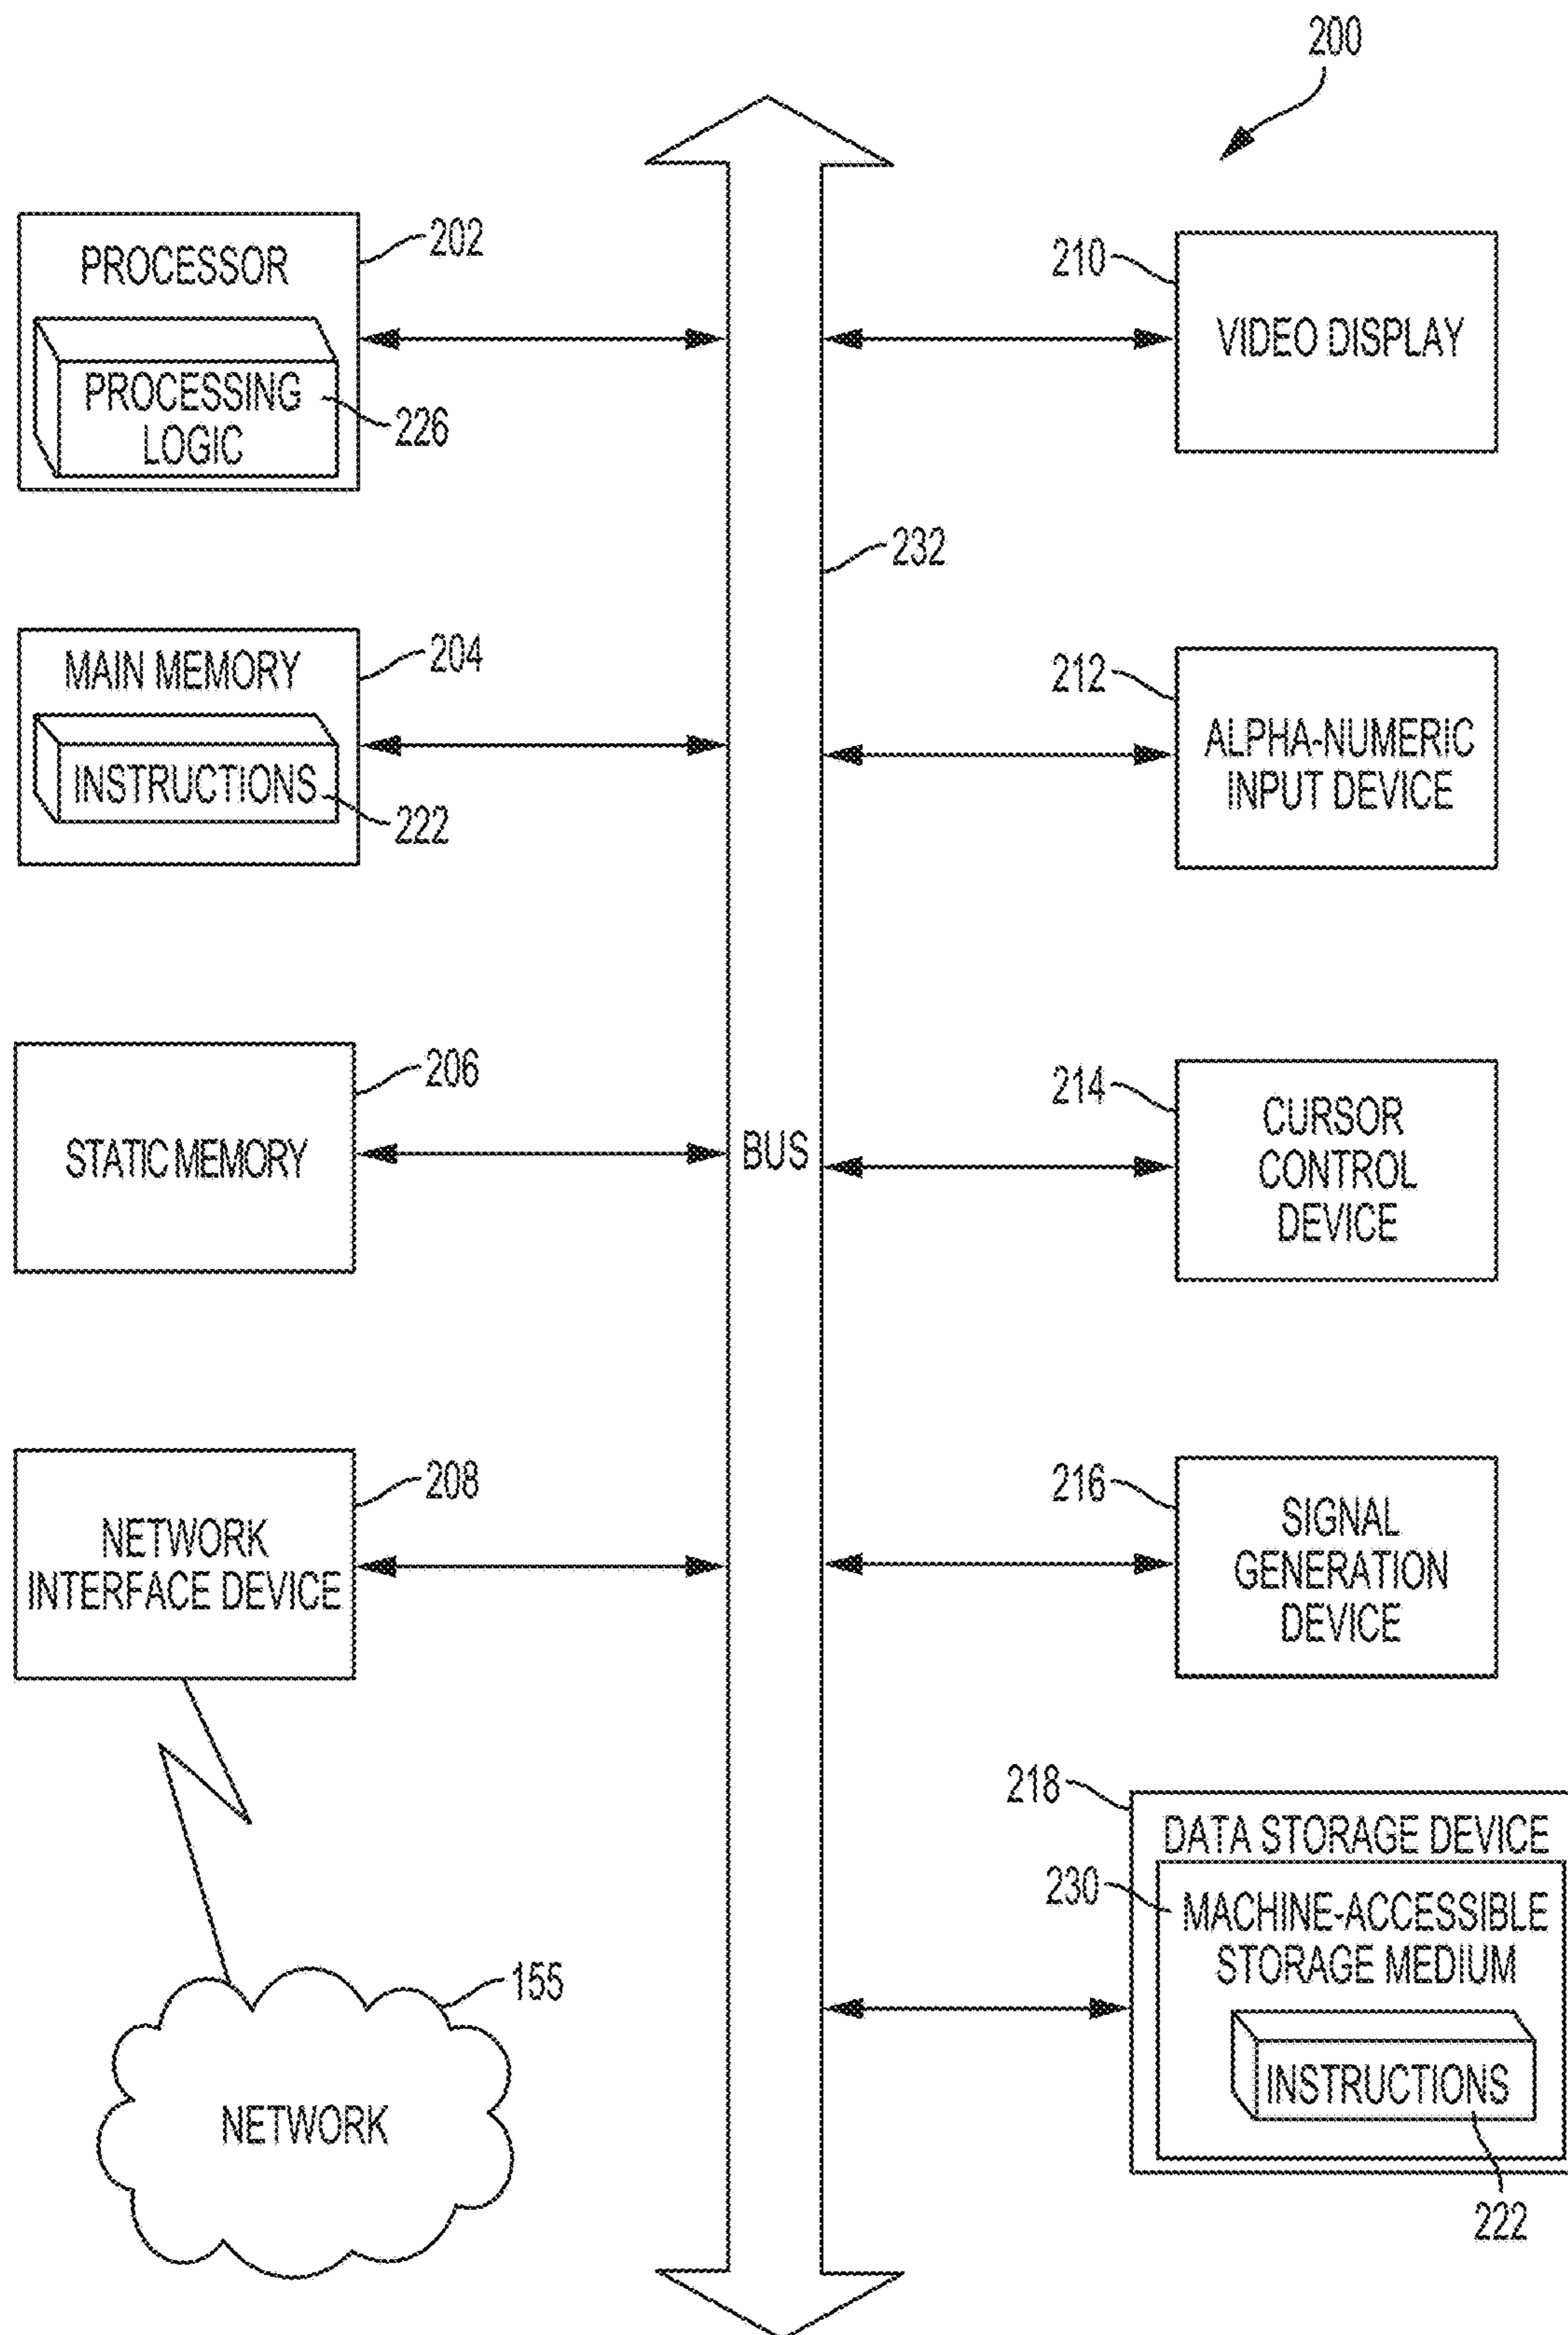 200
PROCESSOR
202
PROCESSING
LOGIC
226
210
VIDEO DISPLAY
232
MAIN MEMORY
204
INSTRUCTIONS
222
212
ALPHA-NUMERIC
INPUT DEVICE
STATIC MEMORY
206
BUS
214
CURSOR
CONTROL
DEVICE
NETWORK
INTERFACE DEVICE
208
216
SIGNAL
GENERATION
DEVICE
155
NETWORK
218
DATA STORAGE DEVICE
230
MACHINE-ACCESSIBLE
STORAGE MEDIUM
INSTRUCTIONS
222